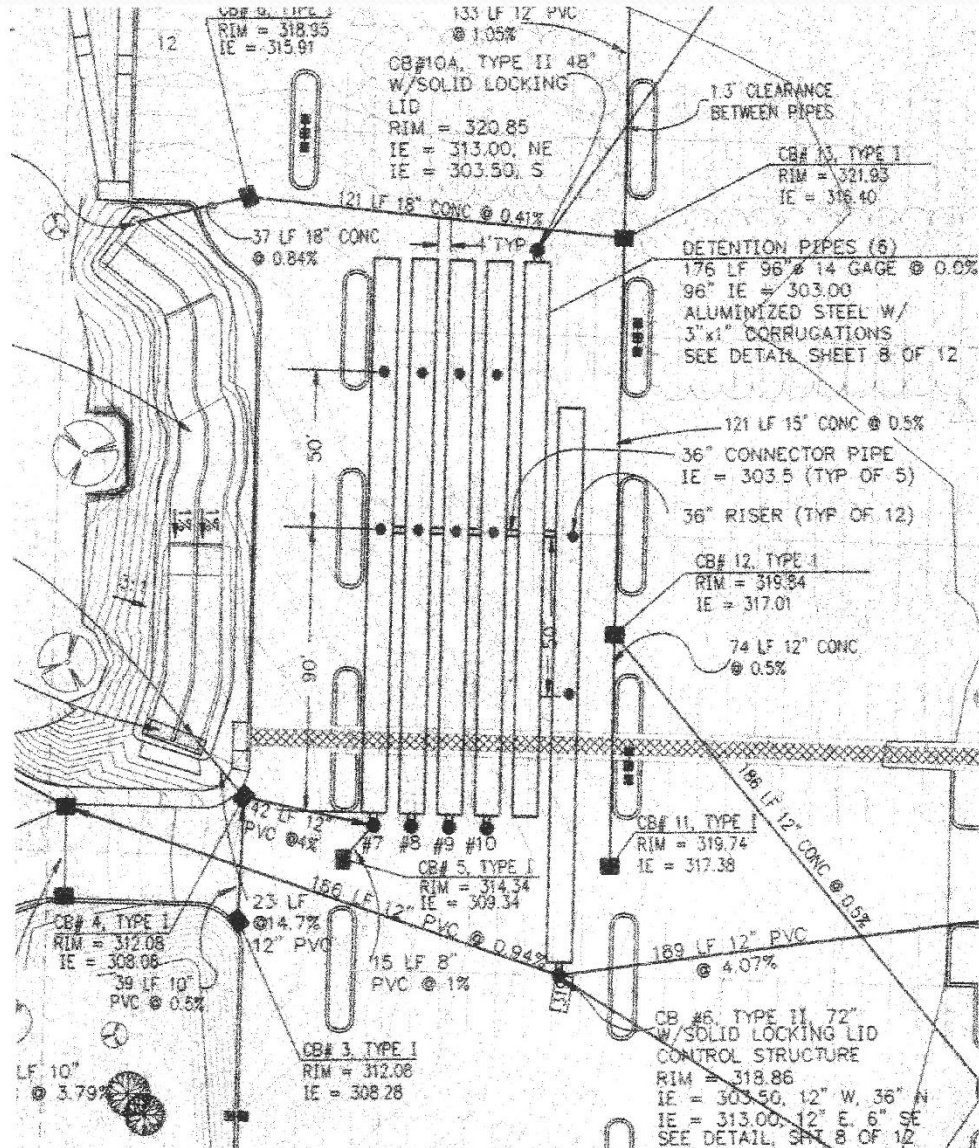 CB# 6, TYPE I
RIM = 318.95
IE = 315.91
12
133 LF 12" PVC
@ 1.05%
CB#10A, TYPE II 48"
W/SOLID LOCKING
LID
RIM = 320.85
IE = 313.00, NE
IE = 303.50, S
1.3' CLEARANCE
BETWEEN PIPES
CB# 13, TYPE I
RIM = 321.93
IE = 316.40
121 LF 18" CONC @ 0.41%
37 LF 18" CONC
@ 0.84%
1' TYP
DETENTION PIPES (6)
176 LF 96"ø 14 GAGE @ 0.0%
96" IE = 303.00
ALUMINIZED STEEL W/
3"x1" CORRUGATIONS
SEE DETAIL SHEET 8 OF 12
121 LF 15" CONC @ 0.5%
50'
36" CONNECTOR PIPE
IE = 303.5 (TYP OF 5)
36" RISER (TYP OF 12)
3:1
CB# 12, TYPE I
RIM = 319.84
IE = 317.01
74 LF 12" CONC
@ 0.5%
90'
50'
186 LF 12" CONC @ 0.5%
42 LF 12"
PVC @4%
#7 #8 #9 #10
CB# 11, TYPE I
RIM = 319.74
IE = 317.38
CB# 5, TYPE I
RIM = 314.34
IE = 309.34
166 LF 12" PVC @ 0.94%
23 LF
@14.7%
12" PVC
CB# 4, TYPE I
RIM = 312.08
IE = 308.08
39 LF 10"
PVC @ 0.5%
15 LF 8"
PVC @ 1%
189 LF 12" PVC
@ 4.07%
CB# 3, TYPE I
RIM = 312.08
IE = 308.28
LF 10"
@ 3.79%
CB #6, TYPE II, 72"
W/SOLID LOCKING LID
CONTROL STRUCTURE
RIM = 318.86
IE = 303.50, 12" W, 36" N
IE = 313.00, 12" E, 6" SE
SEE DETAIL, SHT 8 OF 12